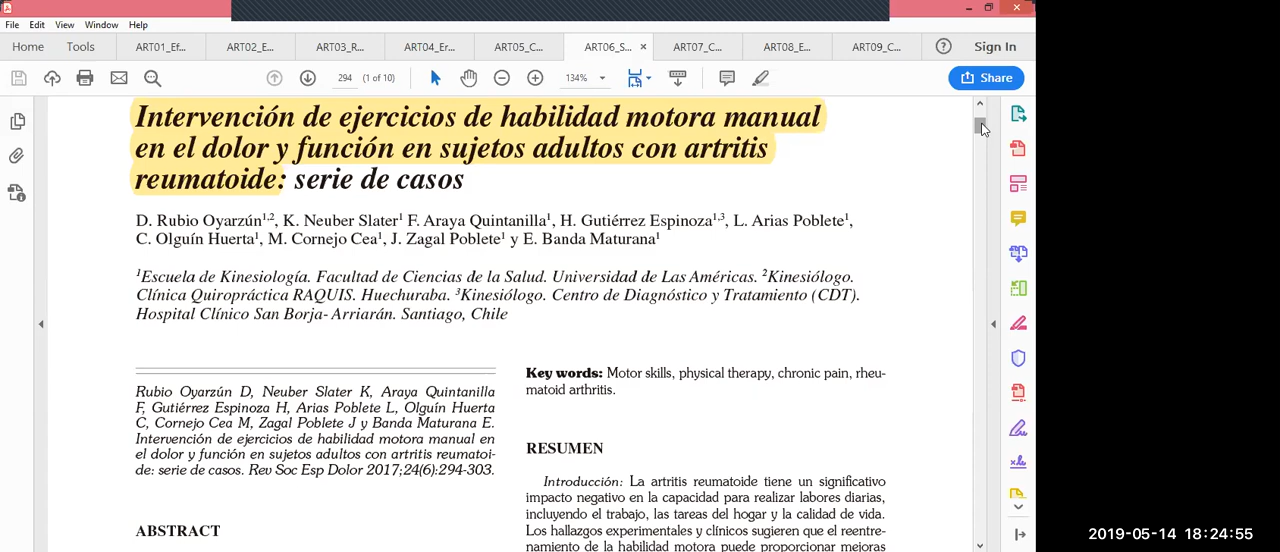 File Edit View Window Help
Home Tools ART01_Ef... ART02_E... ART03_R... ART04_Er... ART05_C... ART06_S... × ART07_C... ART08_E... ART09_C... Sign In
294 (1 of 10) 134% Share
Intervención de ejercicios de habilidad motora manual
en el dolor y función en sujetos adultos con artritis
reumatoide: serie de casos
D. Rubio Oyarzún1,2, K. Neuber Slater1 F. Araya Quintanilla1, H. Gutiérrez Espinoza1,3, L. Arias Poblete1,
C. Olguín Huerta1, M. Cornejo Cea1, J. Zagal Poblete1 y E. Banda Maturana1
1Escuela de Kinesiología. Facultad de Ciencias de la Salud. Universidad de Las Américas. 2Kinesiólogo.
Clínica Quiropráctica RAQUIS. Huechuraba. 3Kinesiólogo. Centro de Diagnóstico y Tratamiento (CDT).
Hospital Clínico San Borja- Arriarán. Santiago, Chile
Rubio Oyarzún D, Neuber Slater K, Araya Quintanilla
F, Gutiérrez Espinoza H, Arias Poblete L, Olguín Huerta
C, Cornejo Cea M, Zagal Poblete J y Banda Maturana E.
Intervención de ejercicios de habilidad motora manual en
el dolor y función en sujetos adultos con artritis reumatoi-
de: serie de casos. Rev Soc Esp Dolor 2017;24(6):294-303.
ABSTRACT
Key words: Motor skills, physical therapy, chronic pain, rheu-
matoid arthritis.
RESUMEN
Introducción: La artritis reumatoide tiene un significativo
impacto negativo en la capacidad para realizar labores diarias,
incluyendo el trabajo, las tareas del hogar y la calidad de vida.
Los hallazgos experimentales y clínicos sugieren que el reentre-
namiento de la habilidad motora puede proporcionar mejoras
2019-05-14 18:24:55